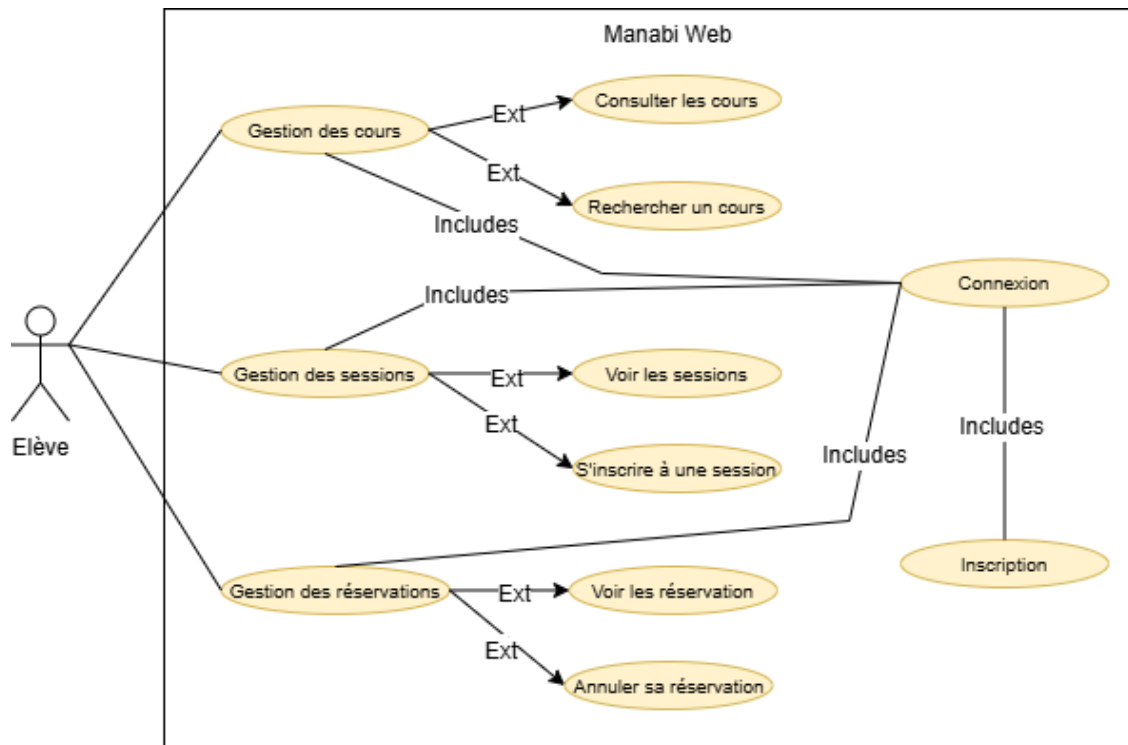 Manabi Web
Consulter les cours
Ext
Gestion des cours
Ext
Rechercher un cours
Includes
Connexion
Includes
Gestion des sessions
Ext
Voir les sessions
Ext
Includes
Includes
Elève
S'inscrire à une session
Inscription
Gestion des réservations
Ext
Voir les réservation
Ext
Annuler sa réservation